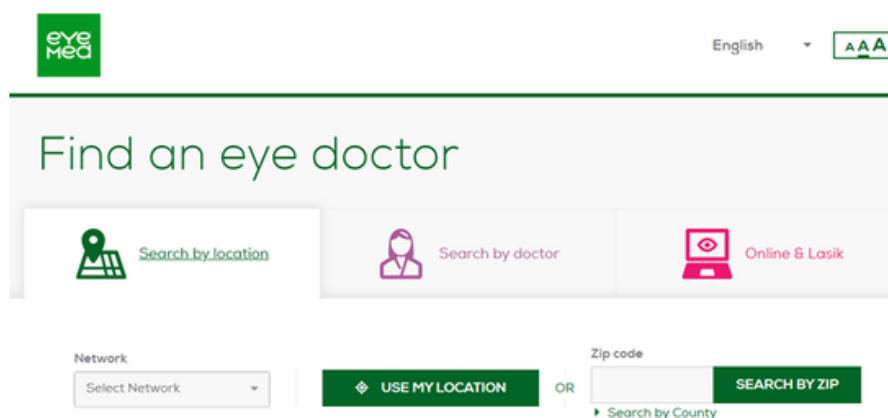 eye
med
English
AAA
Find an eye doctor
Search by location
Search by doctor
Online & Lasik
Network
Select Network
USE MY LOCATION
OR
Zip code
SEARCH BY ZIP
Search by County